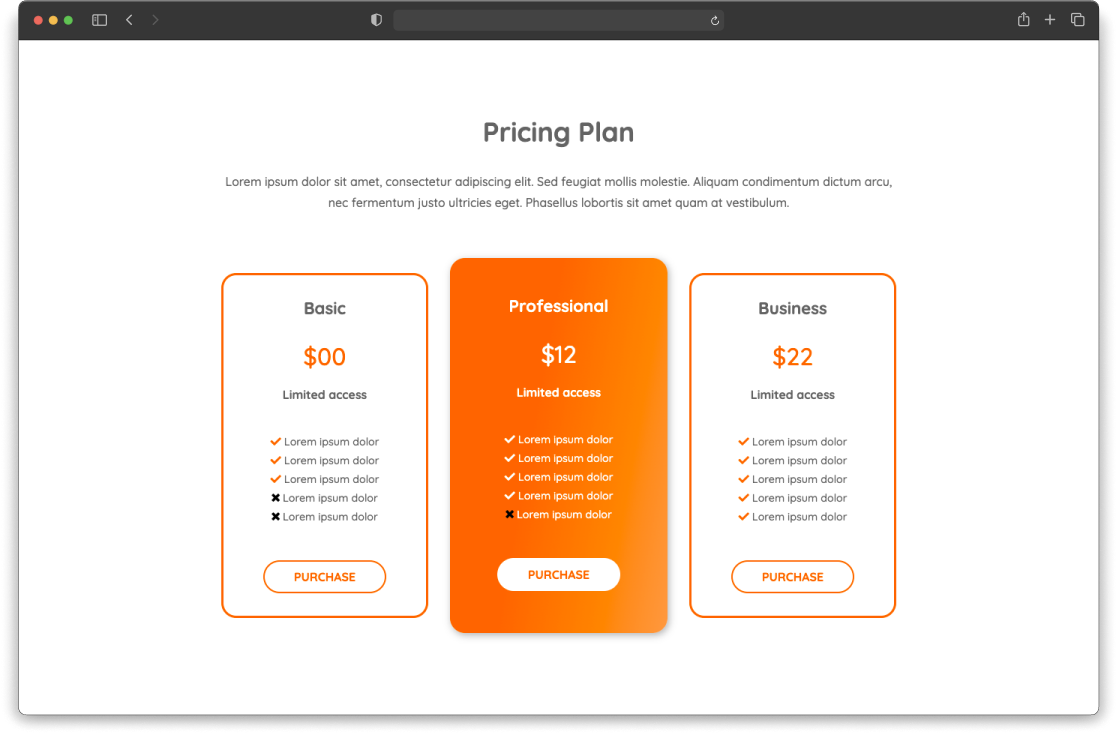 Pricing Plan
Lorem ipsum dolor sit amet, consectetur adipiscing elit. Sed feugiat mollis molestie. Aliquam condimentum dictum arcu,
nec fermentum justo ultricies eget. Phasellus lobortis sit amet quam at vestibulum.
Basic
$00
Limited access
Lorem ipsum dolor
Lorem ipsum dolor
Lorem ipsum dolor
Lorem ipsum dolor
Lorem ipsum dolor
PURCHASE
Professional
$12
Limited access
Lorem ipsum dolor
Lorem ipsum dolor
Lorem ipsum dolor
Lorem ipsum dolor
Lorem ipsum dolor
PURCHASE
Business
$22
Limited access
Lorem ipsum dolor
Lorem ipsum dolor
Lorem ipsum dolor
Lorem ipsum dolor
Lorem ipsum dolor
PURCHASE